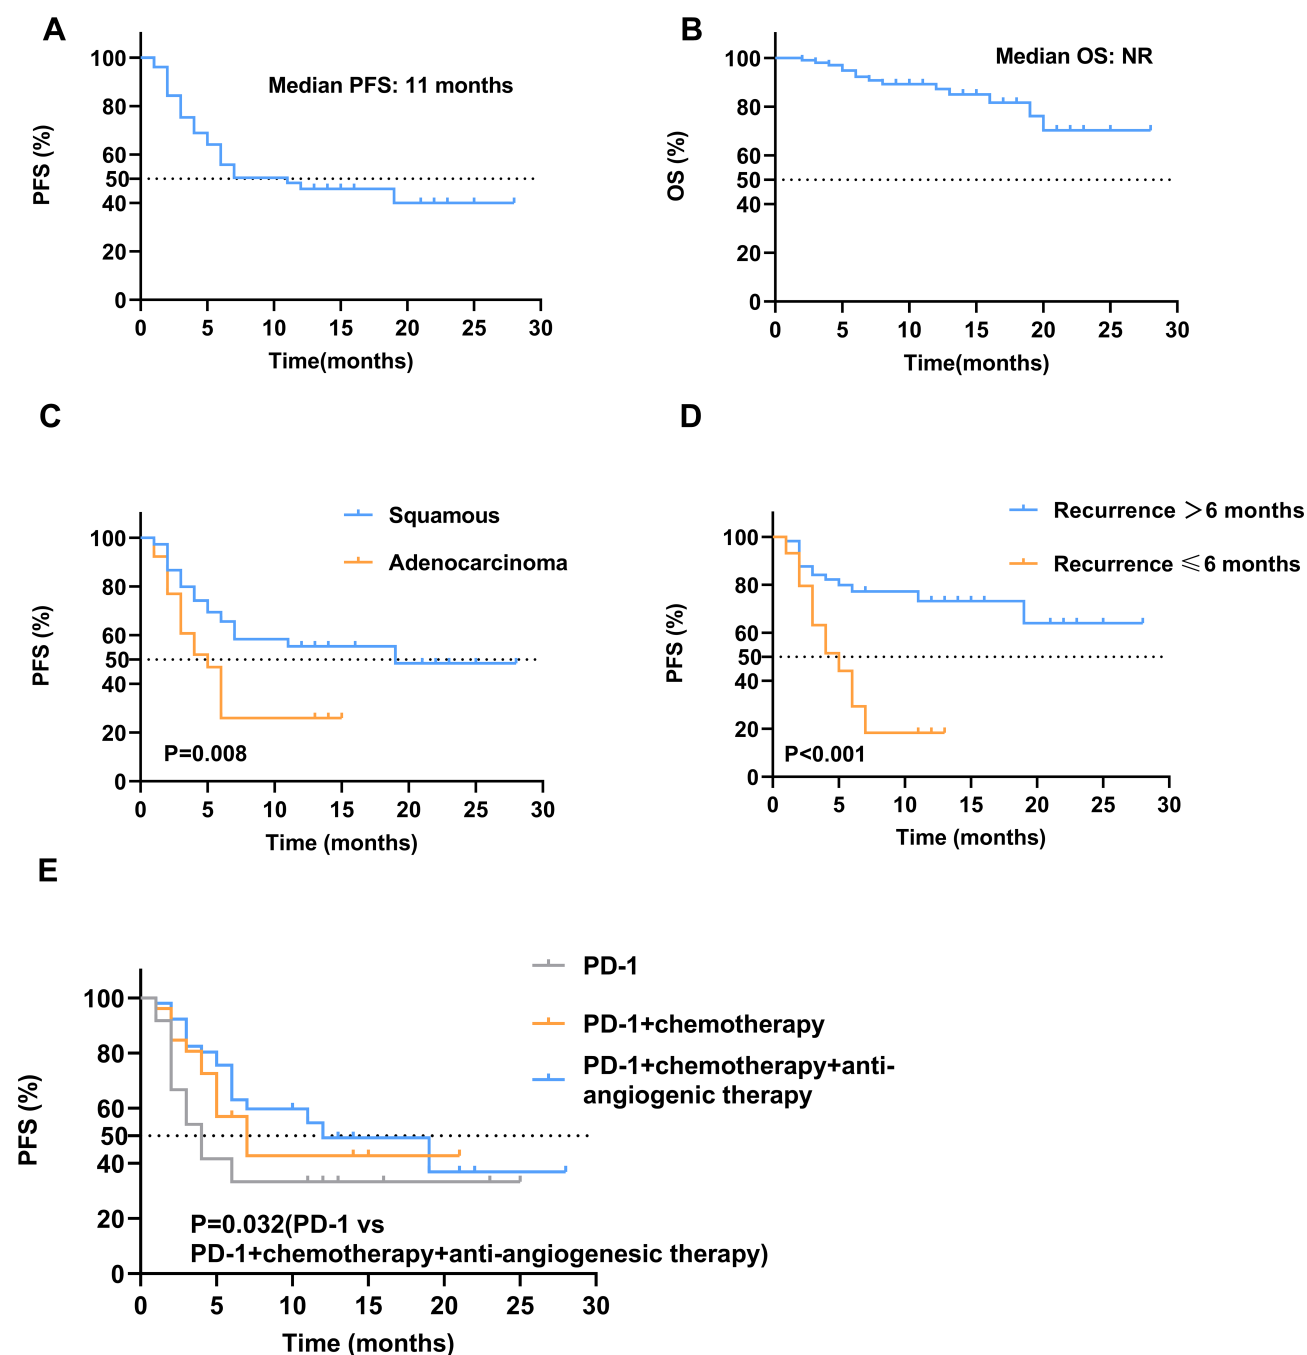 A
100
80
60
50
40
20
0
PFS (%)
Median PFS: 11 months
0 5 10 15 20 25 30
Time(months)
B
100
80
60
50
40
20
0
OS (%)
Median OS: NR
0 5 10 15 20 25 30
Time(months)
C
Squamous
Adenocarcinoma
100
80
60
50
40
20
0
PFS (%)
P=0.008
0 5 10 15 20 25 30
Time (months)
D
Recurrence >6 months
Recurrence ⩽6 months
100
80
60
50
40
20
0
PFS (%)
P<0.001
0 5 10 15 20 25 30
Time (months)
E
PD-1
PD-1+chemotherapy
PD-1+chemotherapy+anti-
angiogenic therapy
100
80
60
50
40
20
0
PFS (%)
P=0.032(PD-1 vs
PD-1+chemotherapy+anti-angiogenesic therapy)
0 5 10 15 20 25 30
Time (months)